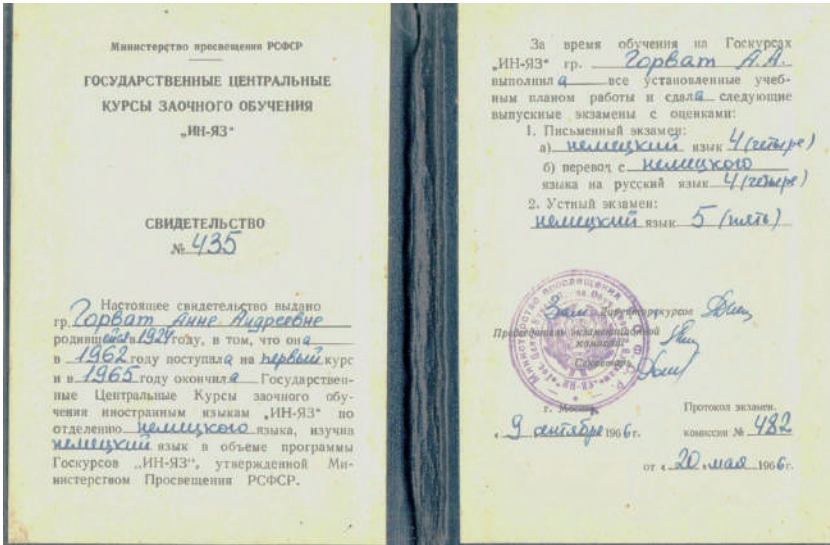 Министерство просвещения РСФСР
ГОСУДАРСТВЕННЫЕ ЦЕНТРАЛЬНЫЕ
КУРСЫ ЗАОЧНОГО ОБУЧЕНИЯ
„ИН-ЯЗ"
СВИДЕТЕЛЬСТВО
№ 435
Настоящее свидетельство выдано
гр. Горват Анне Андреевне
родившейся в 1924 году, в том, что она
в 1962 году поступила на первый курс
и в 1965 году окончила Государствен-
ные Центральные Курсы заочного обу-
чения иностранным языкам „ИН-ЯЗ" по
отделению немецкого языка, изучив
немецкий язык в объеме программы
Госкурсов „ИН-ЯЗ", утвержденной Ми-
нистерством Просвещения РСФСР.
За время обучения на Госкурсах
„ИН-ЯЗ" гр. Горват А.А.
выполнила все установленные учеб-
ным планом работы и сдала следующие
выпускные экзамены с оценками:
1. Письменный экзамен:
а) немецкий язык 4 (четыре)
б) перевод с немецкого
языка на русский язык 4 (четыре)
2. Устный экзамен:
немецкий язык 5 (пять)
Зам. Директор курсов
Председатель экзаменационной
комиссии
Секретарь
г. Москва
Протокол экзамен.
« 9 сентября 1966г.
комиссии № 482
от « 20 » мая 1966г.